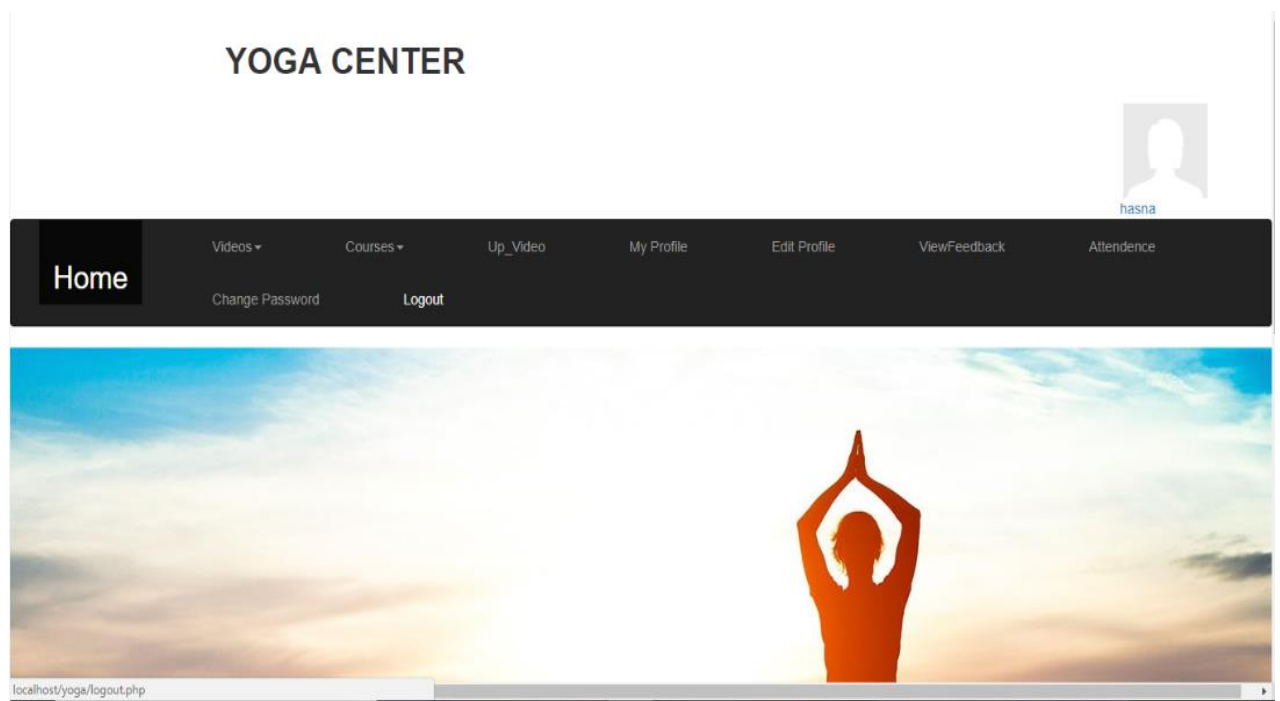 YOGA CENTER
hasna
Home
Videos Courses Up_Video My Profile Edit Profile ViewFeedback Attendence
Change Password Logout
localhost/yoga/logout.php